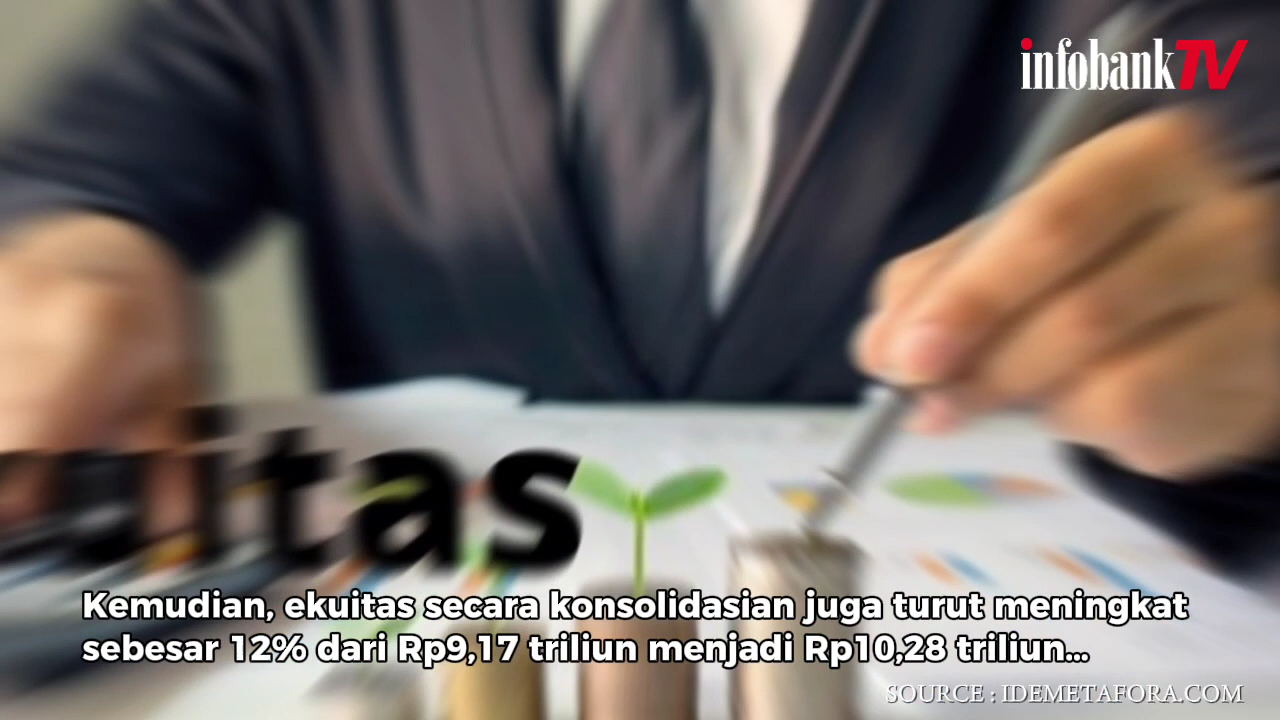 infobankTV
uitas
Kemudian, ekuitas secara konsolidasian juga turut meningkat
sebesar 12% dari Rp9,17 triliun menjadi Rp10,28 triliun...
SOURCE : IDEMETAFORA.COM